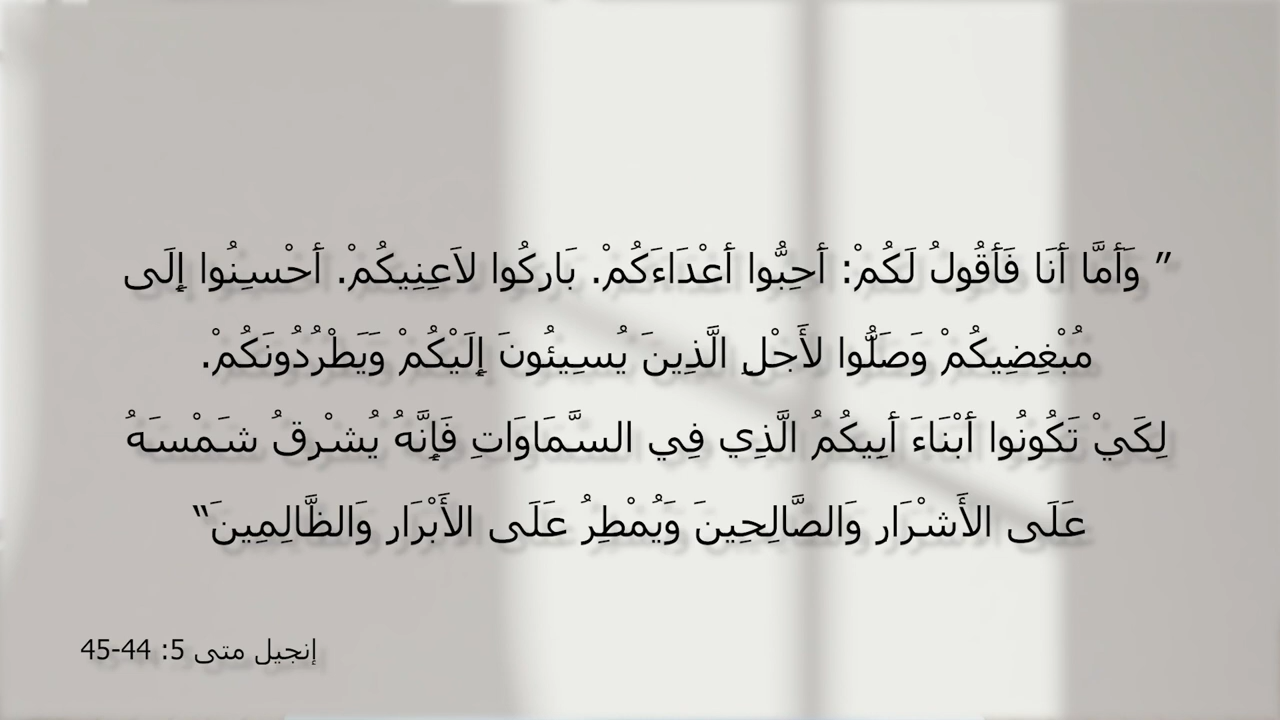 ” وَأَمَّا أَنَا فَأَقُولُ لَكُمْ: أَحِبُّوا أَعْدَاءَكُمْ. بَارِكُوا لاَعِنِيكُمْ. أَحْسِنُوا إِلَى
مُبْغِضِيكُمْ وَصَلُّوا لأَجْلِ الَّذِينَ يُسِيئُونَ إِلَيْكُمْ وَيَطْرُدُونَكُمْ.
لِكَيْ تَكُونُوا أَبْنَاءَ أَبِيكُمُ الَّذِي فِي السَّمَاوَاتِ فَإِنَّهُ يُشْرِقُ شَمْسَهُ
عَلَى الأَشْرَارِ وَالصَّالِحِينَ وَيُمْطِرُ عَلَى الأَبْرَارِ وَالظَّالِمِينَ“
إنجيل متى 5: 44-45